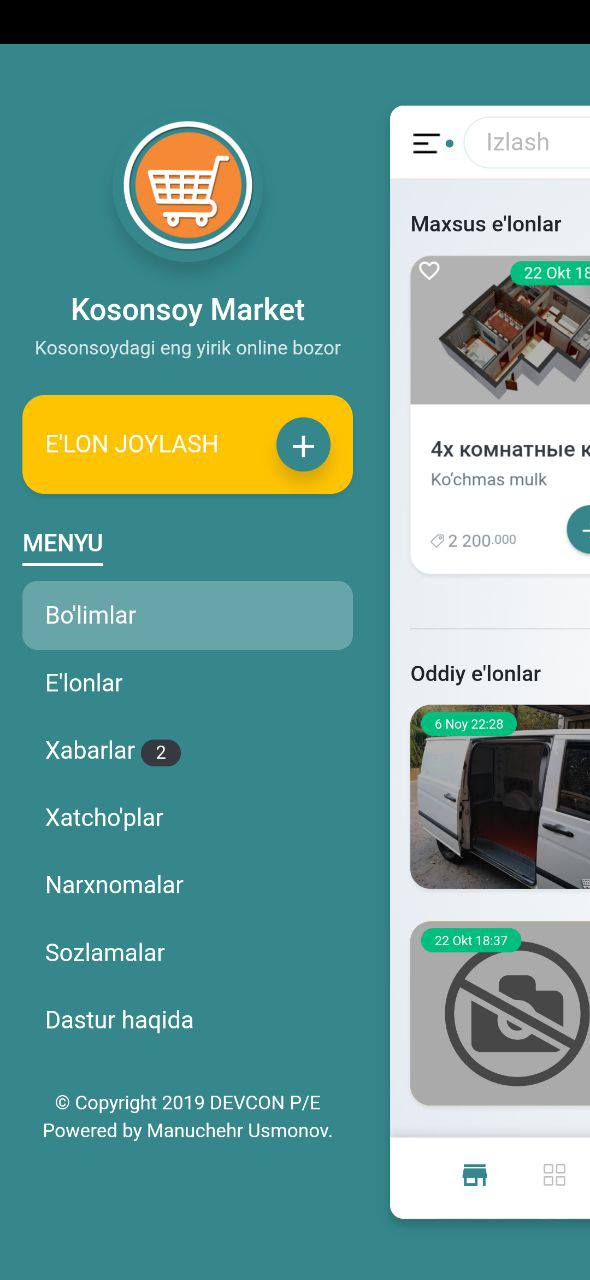 Kosonsoy Market
Kosonsoydagi eng yirik online bozor
E'LON JOYLASH
MENYU
Bo'limlar
E'lonlar
Xabarlar 2
Xatcho'plar
Narxnomalar
Sozlamalar
Dastur haqida
© Copyright 2019 DEVCON P/E
Powered by Manuchehr Usmonov.
Izlash
Maxsus e'lonlar
22 Okt 18
4х комнатные к
Ko‘chmas mulk
2 200.000
Oddiy e'lonlar
6 Noy 22:28
22 Okt 18:37